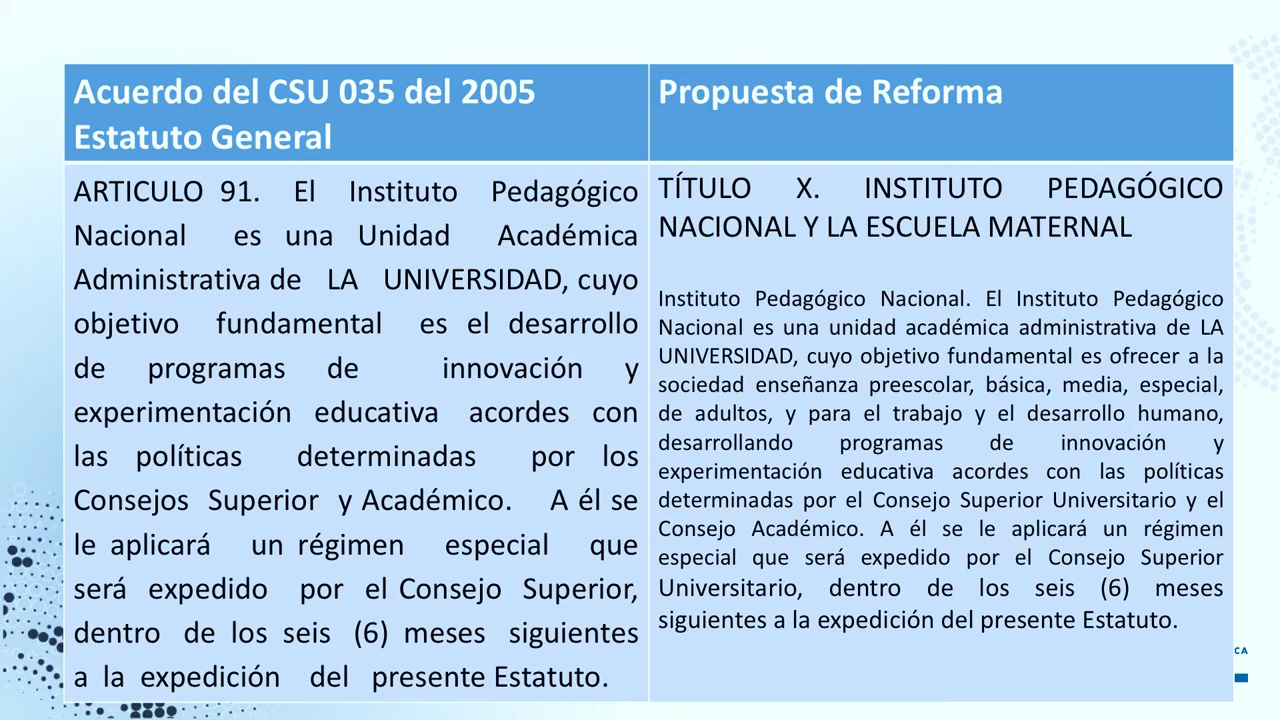 Acuerdo del CSU 035 del 2005
Estatuto General
Propuesta de Reforma
ARTICULO 91. El Instituto Pedagógico
Nacional es una Unidad Académica
Administrativa de LA UNIVERSIDAD, cuyo
objetivo fundamental es el desarrollo
de programas de innovación y
experimentación educativa acordes con
las políticas determinadas por los
Consejos Superior y Académico. A él se
le aplicará un régimen especial que
será expedido por el Consejo Superior,
dentro de los seis (6) meses siguientes
a la expedición del presente Estatuto.
TÍTULO X. INSTITUTO PEDAGÓGICO
NACIONAL Y LA ESCUELA MATERNAL
Instituto Pedagógico Nacional. El Instituto Pedagógico
Nacional es una unidad académica administrativa de LA
UNIVERSIDAD, cuyo objetivo fundamental es ofrecer a la
sociedad enseñanza preescolar, básica, media, especial,
de adultos, y para el trabajo y el desarrollo humano,
desarrollando programas de innovación y
experimentación educativa acordes con las políticas
determinadas por el Consejo Superior Universitario y el
Consejo Académico. A él se le aplicará un régimen
especial que será expedido por el Consejo Superior
Universitario, dentro de los seis (6) meses
siguientes a la expedición del presente Estatuto.
CA